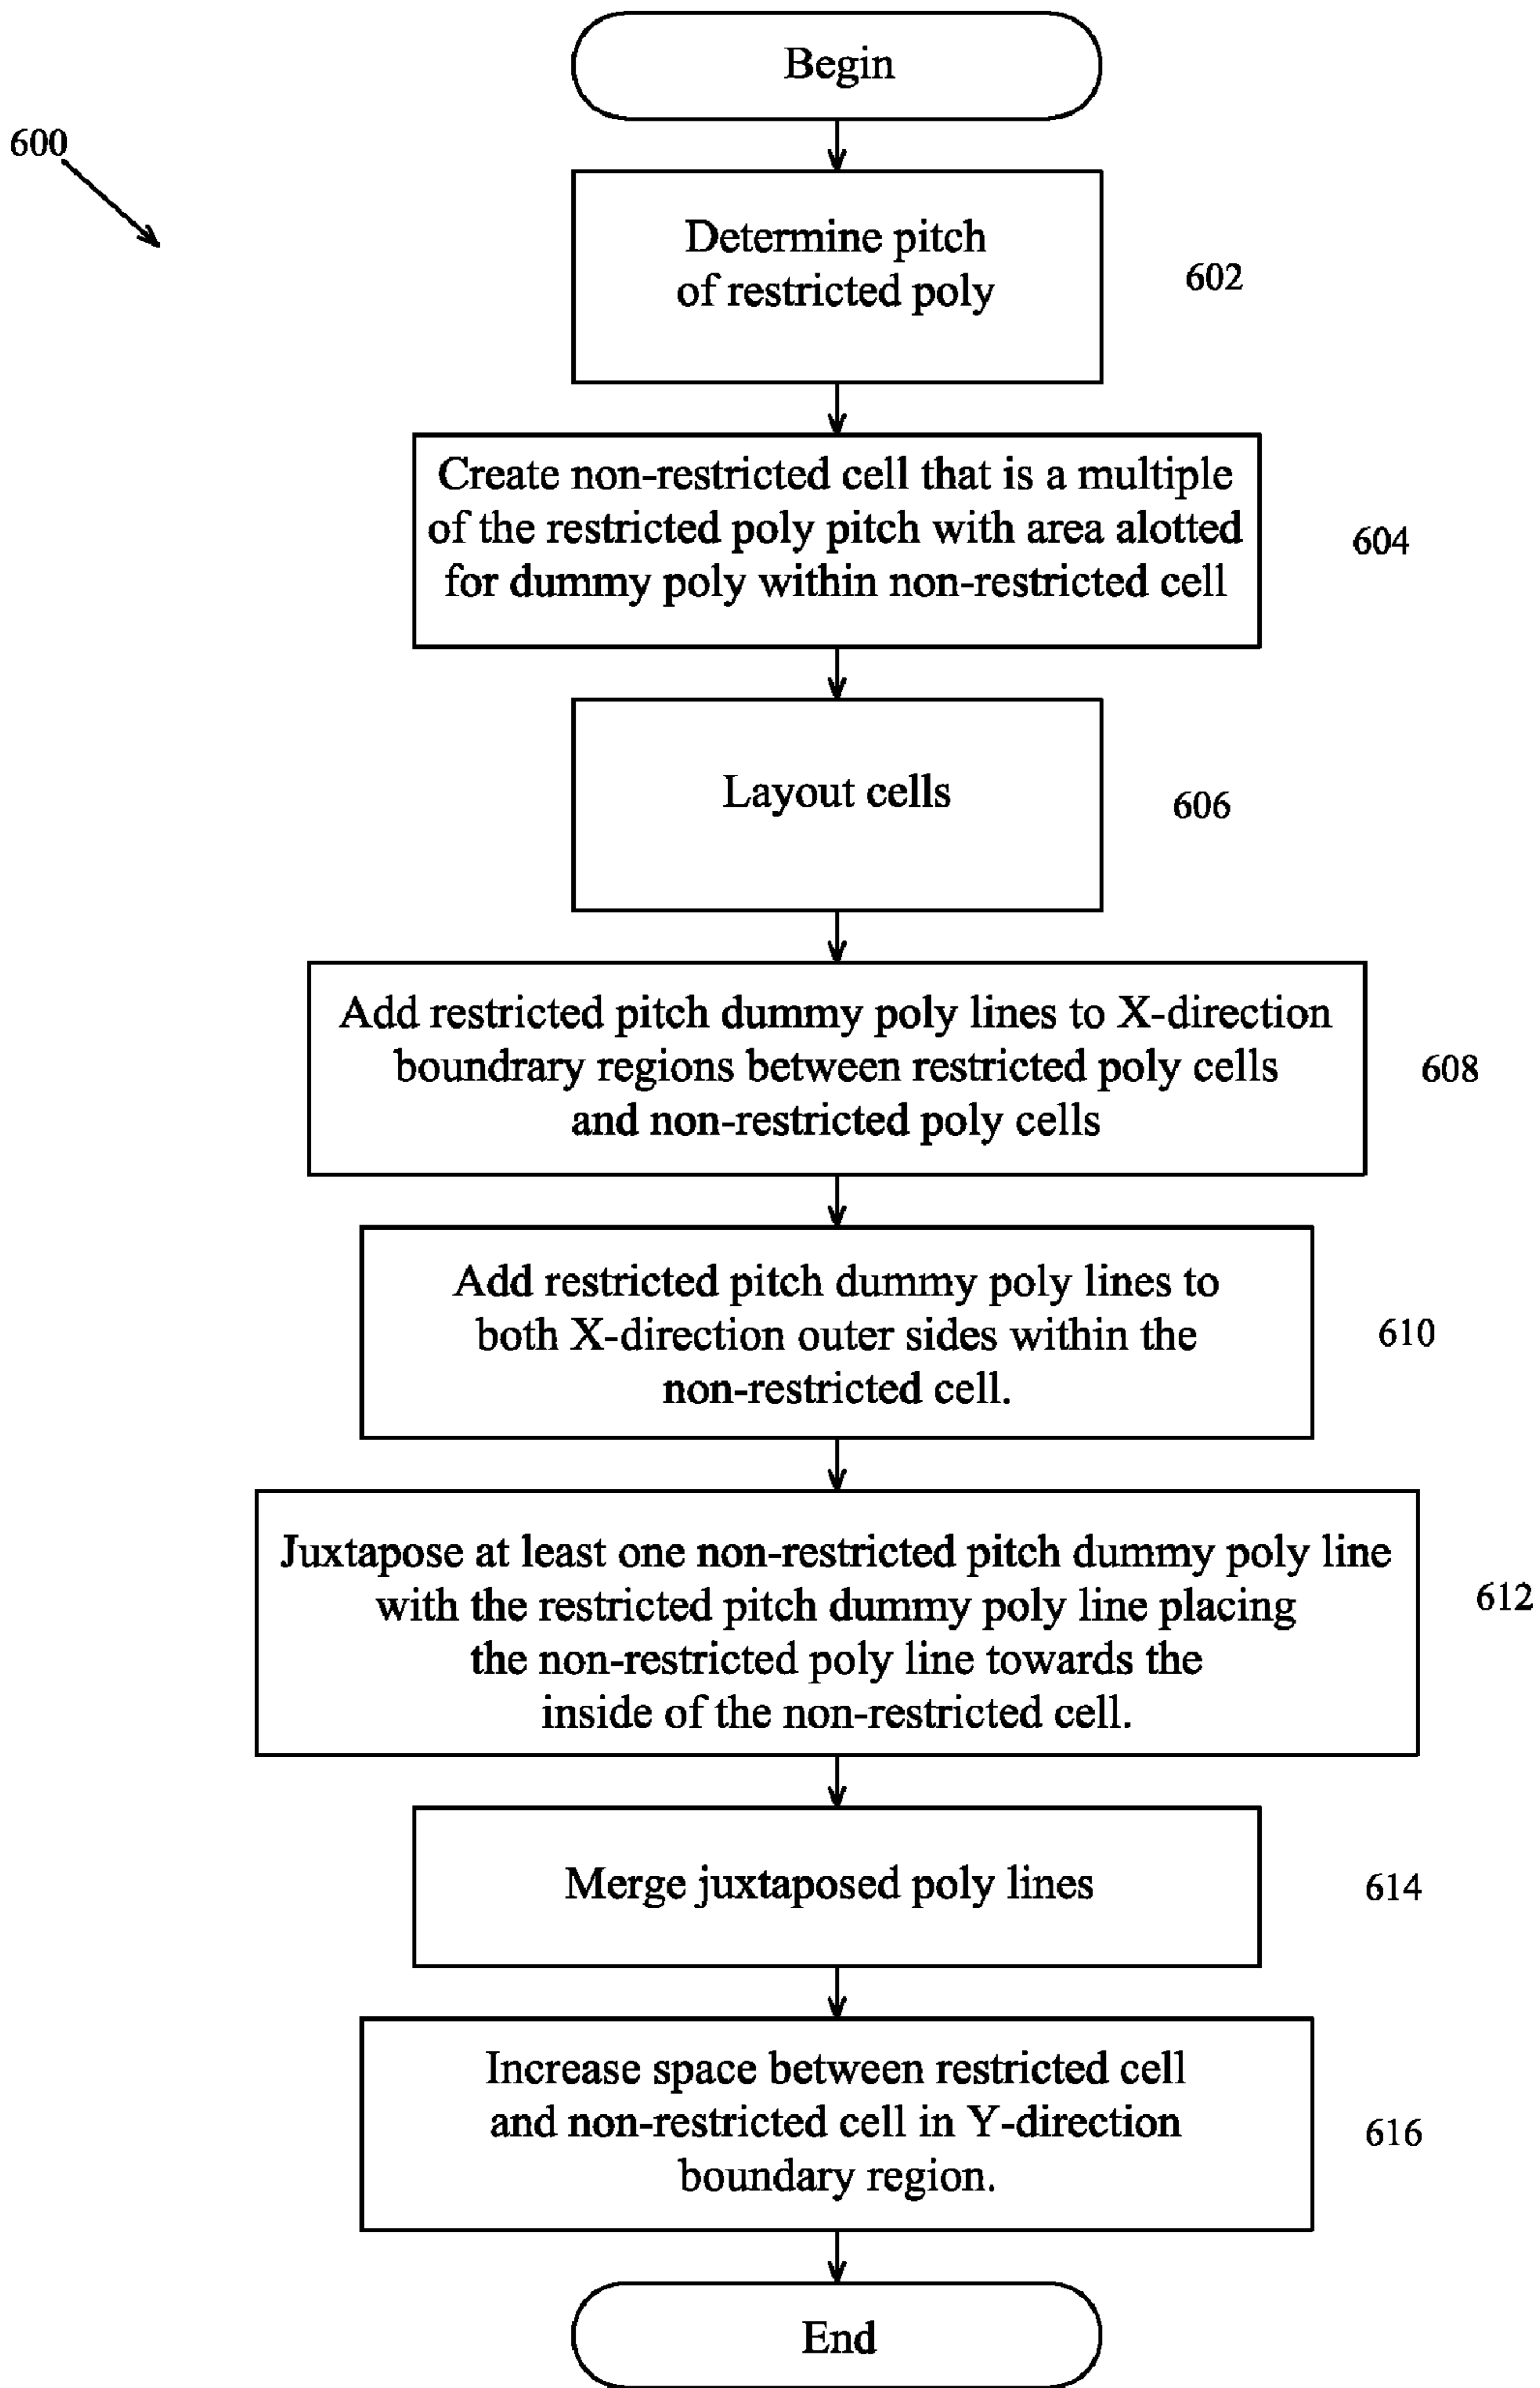 Begin
600
Determine pitch
of restricted poly
602
Create non-restricted cell that is a multiple
of the restricted poly pitch with area alotted
for dummy poly within non-restricted cell
604
Layout cells
606
Add restricted pitch dummy poly lines to X-direction
boundrary regions between restricted poly cells
and non-restricted poly cells
608
Add restricted pitch dummy poly lines to
both X-direction outer sides within the
non-restricted cell.
610
Juxtapose at least one non-restricted pitch dummy poly line
with the restricted pitch dummy poly line placing
the non-restricted poly line towards the
inside of the non-restricted cell.
612
Merge juxtaposed poly lines
614
Increase space between restricted cell
and non-restricted cell in Y-direction
boundary region.
616
End